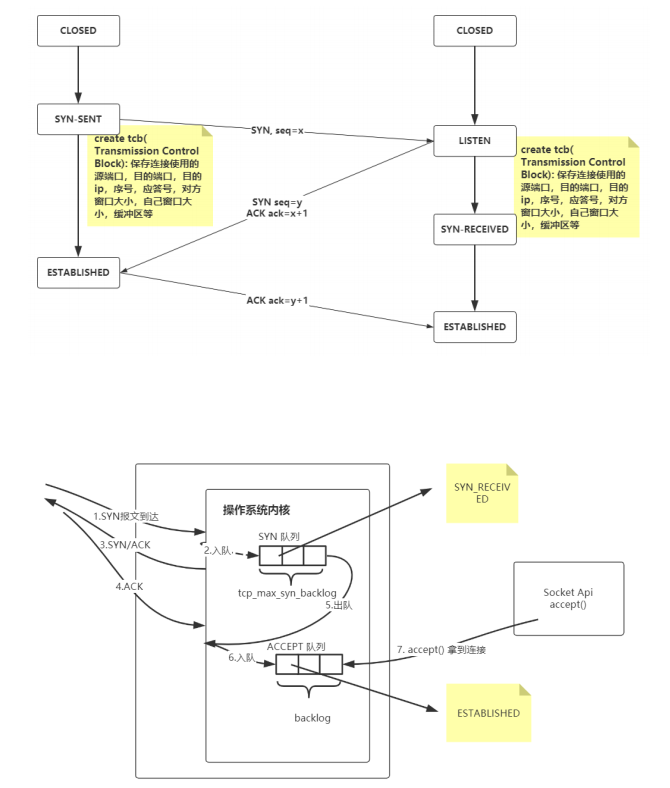 CLOSED
CLOSED
SYN-SENT
SYN, seq=x
LISTEN
create tcb(
Transmission Control
Block): 保存连接使用的
源端口，目的端口，目的
ip，序号，应答号，对方
窗口大小，自己窗口大
小，缓冲区等
create tcb(
Transmission Control
Block): 保存连接使用的
源端口，目的端口，目的
ip，序号，应答号，对方
窗口大小，自己窗口大
小，缓冲区等
SYN seq=y
ACK ack=x+1
SYN-RECEIVED
ESTABLISHED
ACK ack=y+1
ESTABLISHED
操作系统内核
SYN_RECEIV
ED
1.SYN报文到达
SYN 队列
3.SYN/ACK
2.入队.
4.ACK
tcp_max_syn_backlog
5.出队
Socket Api
accept()
ACCEPT 队列
6.入队
7. accept() 拿到连接
backlog
ESTABLISHED